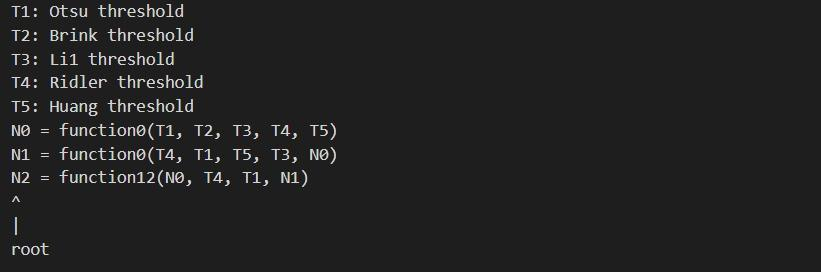 T1: Otsu threshold
T2: Brink threshold
T3: Li1 threshold
T4: Ridler threshold
T5: Huang threshold
N0 = function0(T1, T2, T3, T4, T5)
N1 = function0(T4, T1, T5, T3, N0)
N2 = function12(N0, T4, T1, N1)
^
|
root